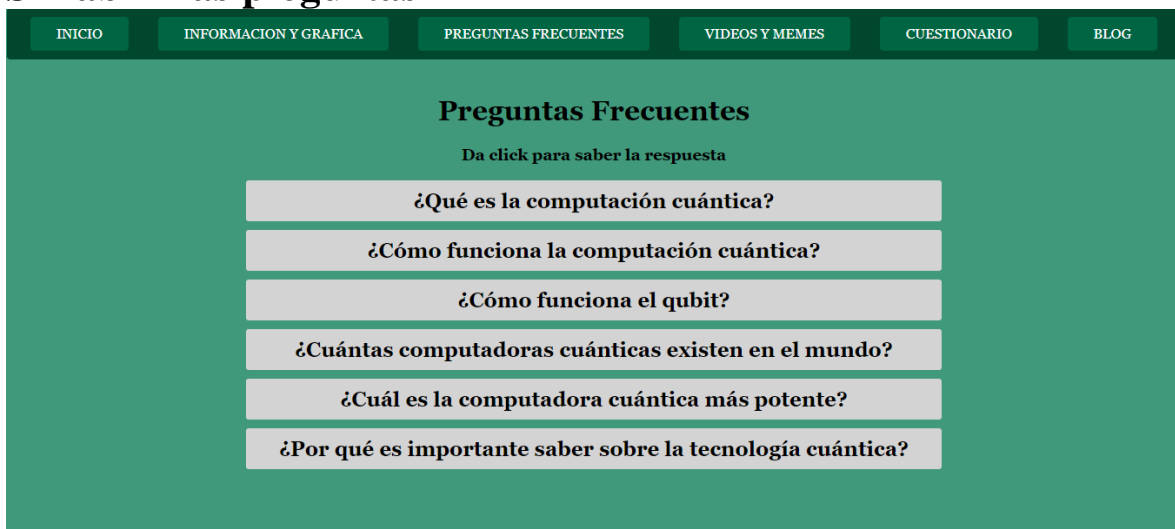 INICIO INFORMACION Y GRAFICA PREGUNTAS FRECUENTES VIDEOS Y MEMES CUESTIONARIO BLOG
Preguntas Frecuentes
Da click para saber la respuesta
¿Qué es la computación cuántica?
¿Cómo funciona la computación cuántica?
¿Cómo funciona el qubit?
¿Cuántas computadoras cuánticas existen en el mundo?
¿Cuál es la computadora cuántica más potente?
¿Por qué es importante saber sobre la tecnología cuántica?